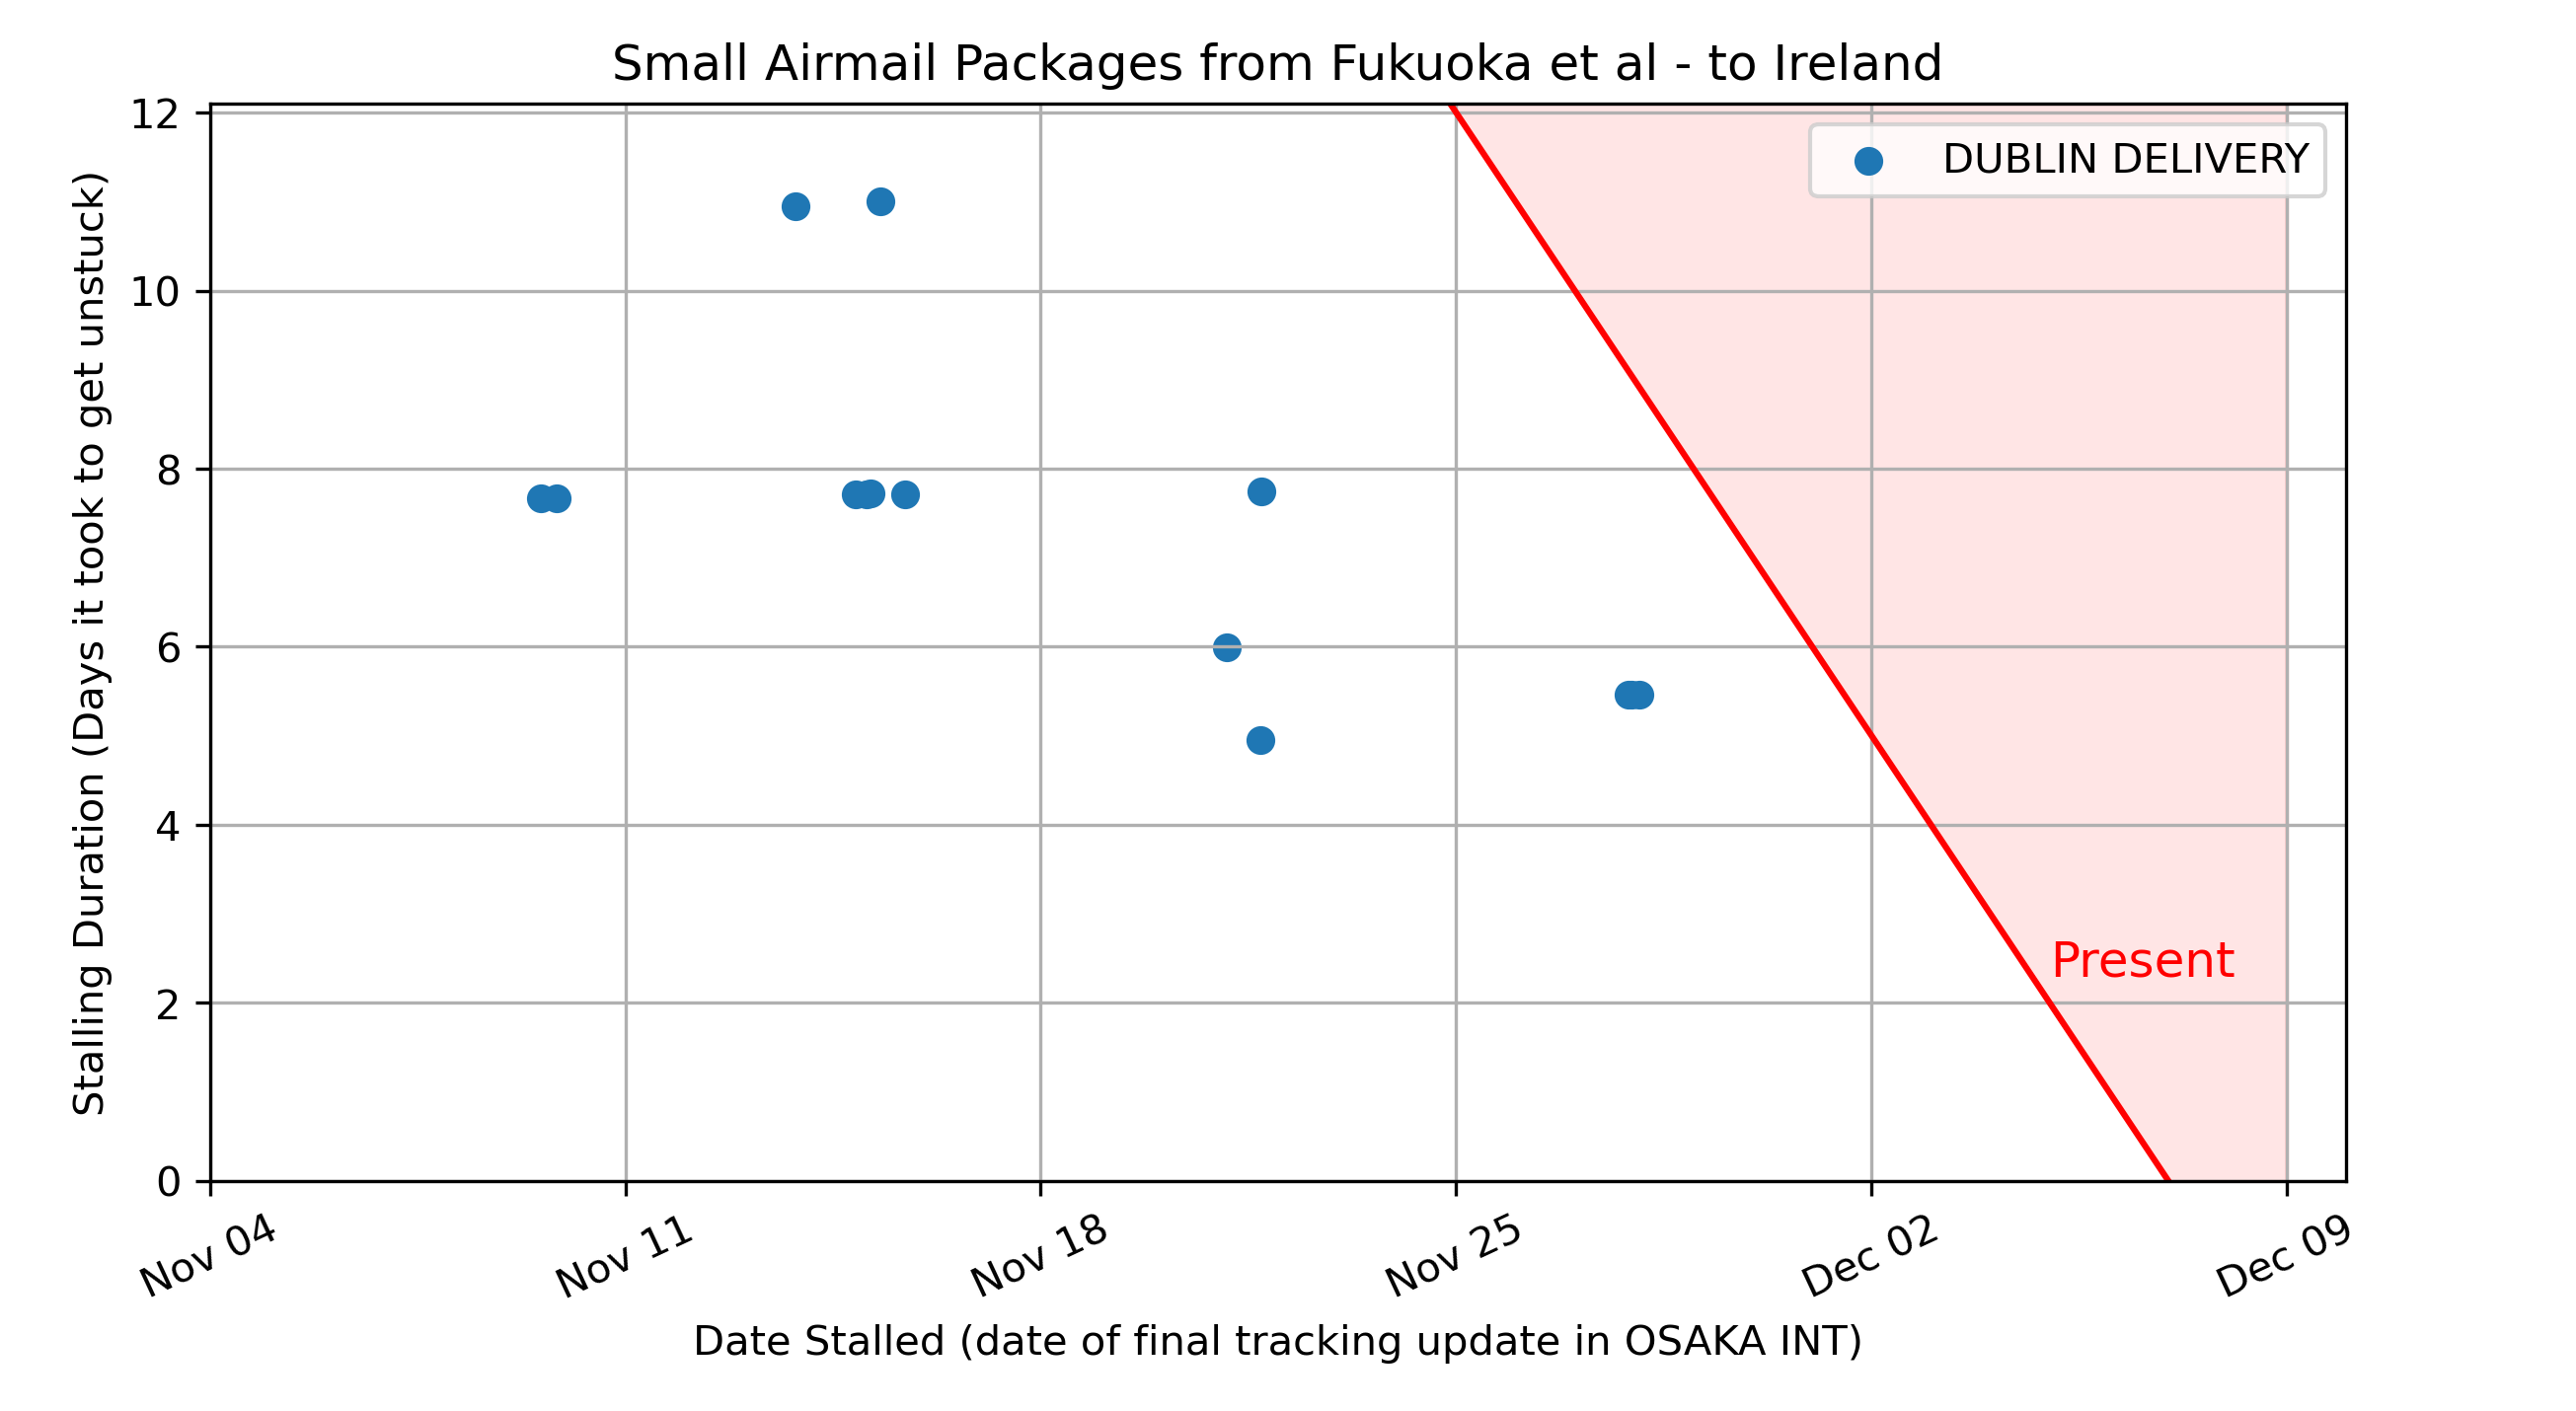 Small Airmail Packages from Fukuoka et al - to Ireland
12
10
8
6
4
2
0
Stalling Duration (Days it took to get unstuck)
DUBLIN DELIVERY
Present
Nov 04
Nov 11
Nov 18
Nov 25
Dec 02
Dec 09
Date Stalled (date of final tracking update in OSAKA INT)